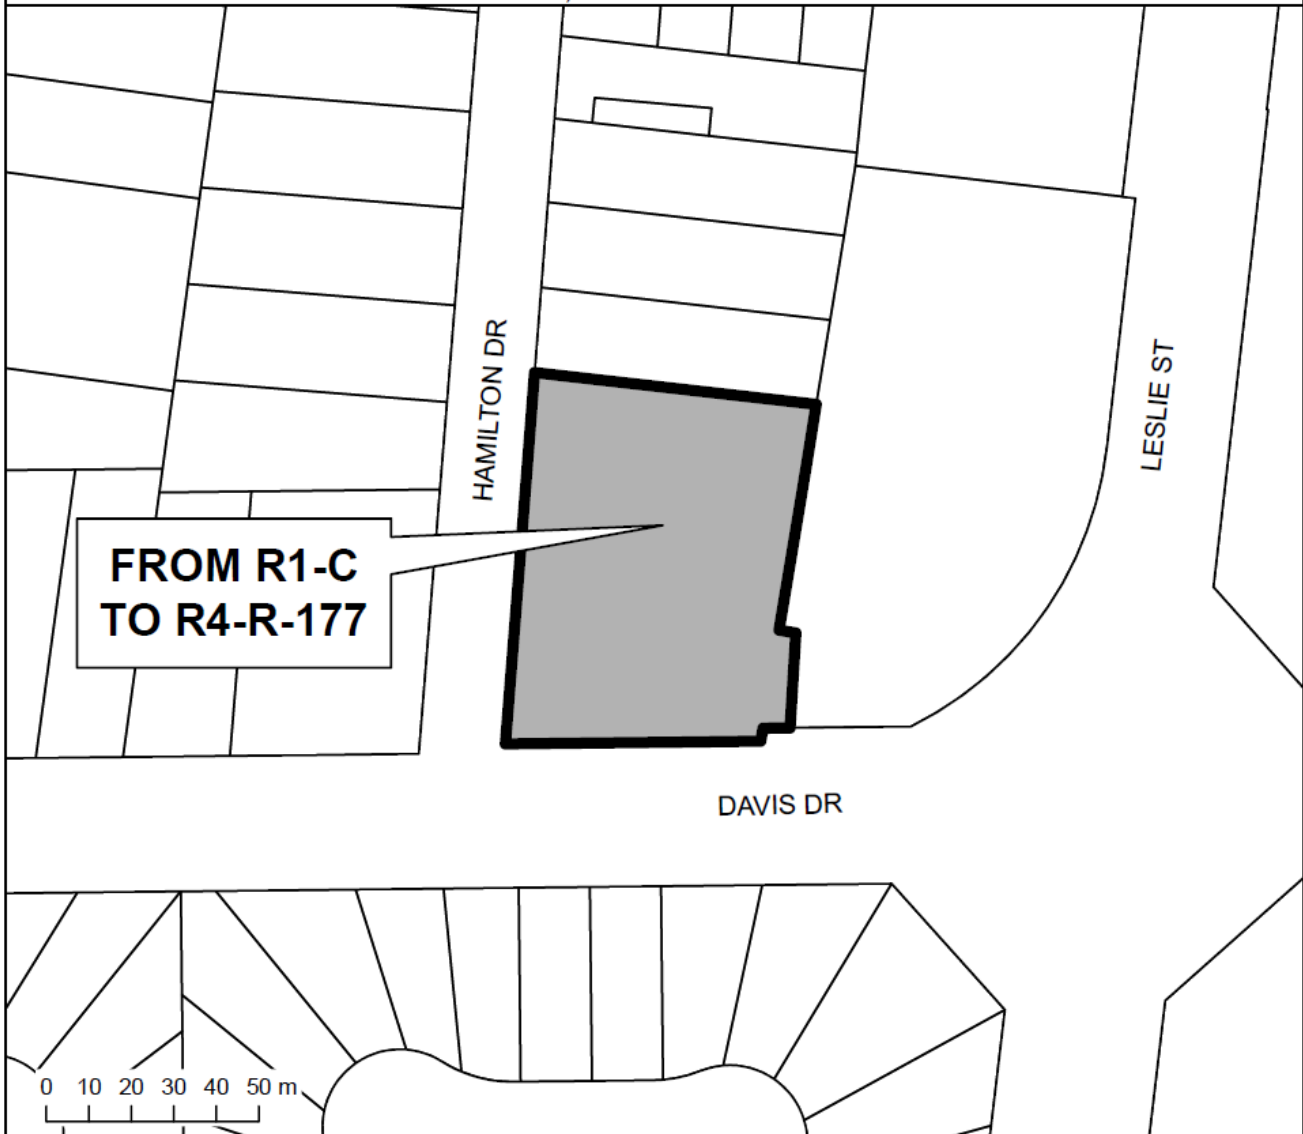 HAMILTON DR
LESLIE ST
FROM R1-C
TO R4-R-177
DAVIS DR
0 10 20 30 40 50 m